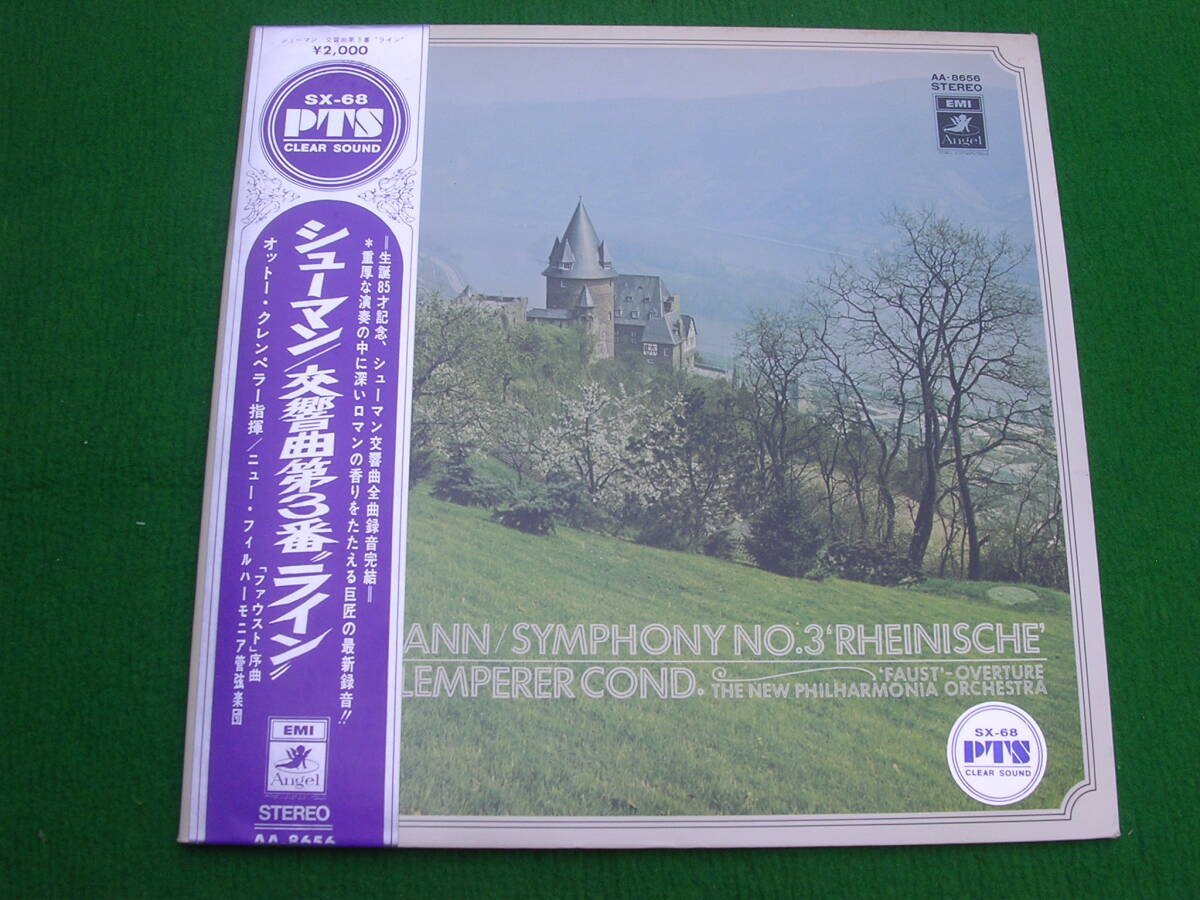 シューマン 交響曲第3番 "ライン"
¥2,000
SX-68
PTS
CLEAR SOUND
=生誕85才記念、シューマン交響曲全曲録音完結=
*重厚な演奏の中に深いロマンの香りをたたえる巨匠の最新録音!!
シューマン/交響曲第3番"ライン"
「ファウスト」序曲
オットー・クレンペラー指揮/ニュー・フィルハーモニア管弦楽団
EMI
Angel
STEREO
AA-8656
AA-8656
STEREO
EMI
Angel
ANN/SYMPHONY NO.3 'RHEINISCHE'
'FAUST'-OVERTURE
LEMPERER COND. THE NEW PHILHARMONIA ORCHESTRA
SX-68
PTS
CLEAR SOUND